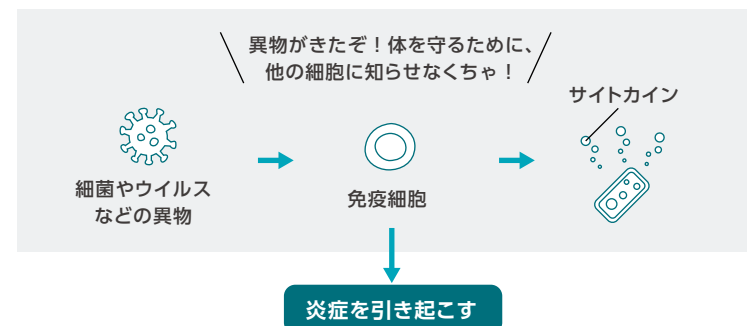 異物がきたぞ！体を守るために、
他の細胞に知らせなくちゃ！
サイトカイン
細菌やウイルス
などの異物
免疫細胞
炎症を引き起こす